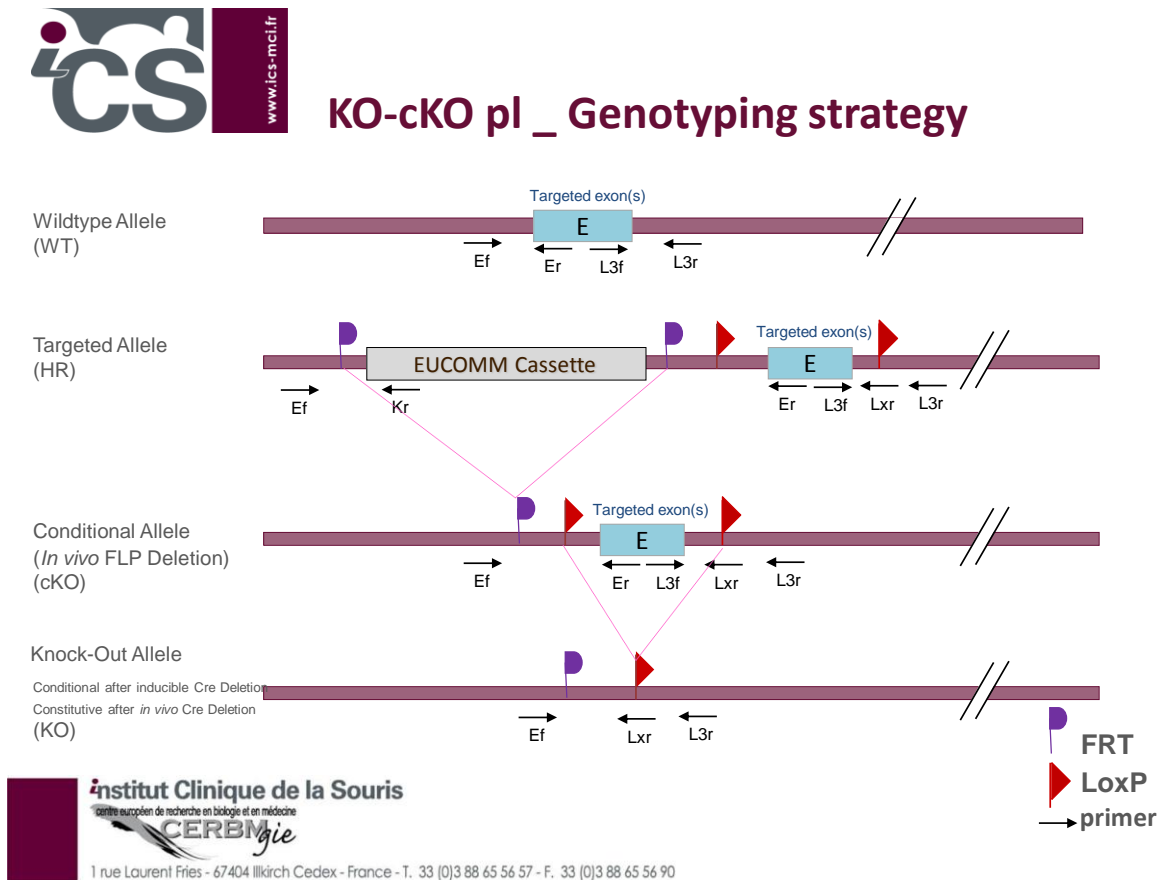 iCS
www.ics-mci.fr
KO-cKO pl _ Genotyping strategy
Wildtype Allele
(WT)
Targeted exon(s)
E
Ef
Er
L3f
L3r
Targeted Allele
(HR)
EUCOMM Cassette
Targeted exon(s)
E
Ef
Kr
Er
L3f
Lxr
L3r
Conditional Allele
(In vivo FLP Deletion)
(cKO)
Targeted exon(s)
E
Ef
Er
L3f
Lxr
L3r
Knock-Out Allele
Conditional after inducible Cre Deletion
Constitutive after in vivo Cre Deletion
(KO)
Ef
Lxr
L3r
FRT
LoxP
primer
institut Clinique de la Souris
centre européen de recherche en biologie et en médecine
CERBM gie
1 rue Laurent Fries - 67404 Illkirch Cedex - France - T. 33 (0)3 88 65 56 57 - F. 33 (0)3 88 65 56 90